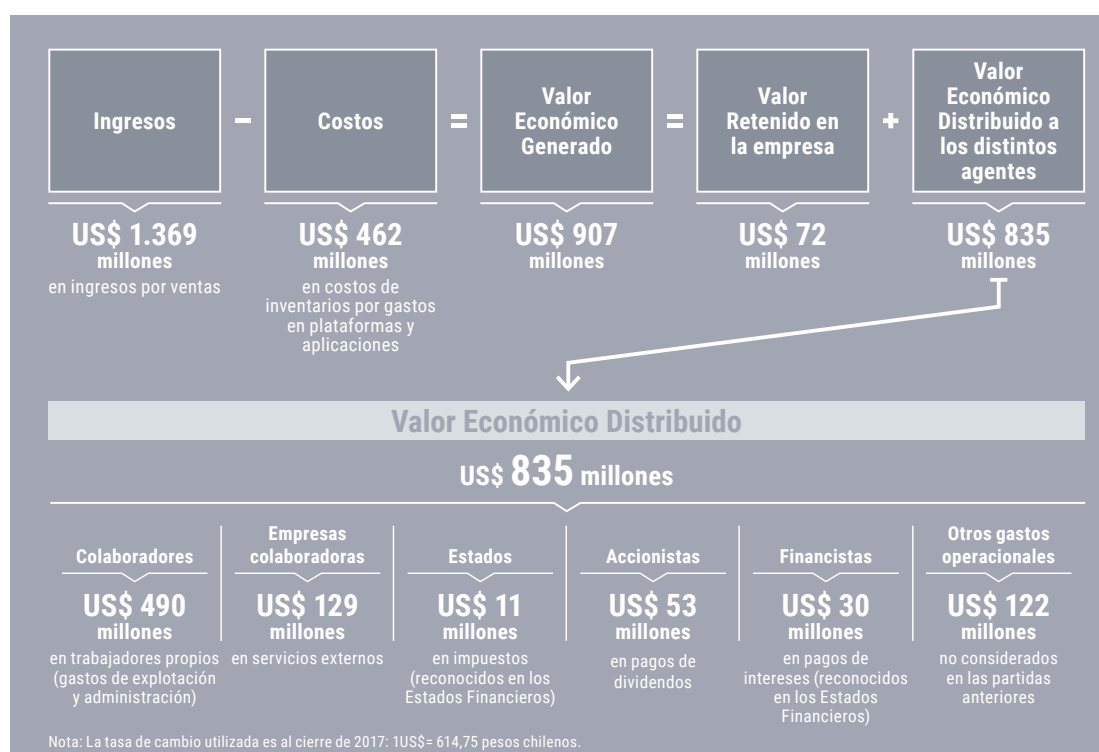 Ingresos
−
Costos
=
Valor
Económico
Generado
=
Valor
Retenido en
la empresa
+
Valor
Económico
Distribuido a
los distintos
agentes
US$ 1.369
millones
en ingresos por ventas
US$ 462
millones
en costos de
inventarios por gastos
en plataformas y
aplicaciones
US$ 907
millones
US$ 72
millones
US$ 835
millones
Valor Económico Distribuido
US$ 835 millones
Colaboradores
US$ 490
millones
en trabajadores propios
(gastos de explotación
y administración)
Empresas
colaboradoras
US$ 129
millones
en servicios externos
Estados
US$ 11
millones
en impuestos
(reconocidos en los
Estados Financieros)
Accionistas
US$ 53
millones
en pagos de
dividendos
Financistas
US$ 30
millones
en pagos de
intereses (reconocidos
en los Estados
Financieros)
Otros gastos
operacionales
US$ 122
millones
no considerados
en las partidas
anteriores
Nota: La tasa de cambio utilizada es al cierre de 2017: 1US$= 614,75 pesos chilenos.